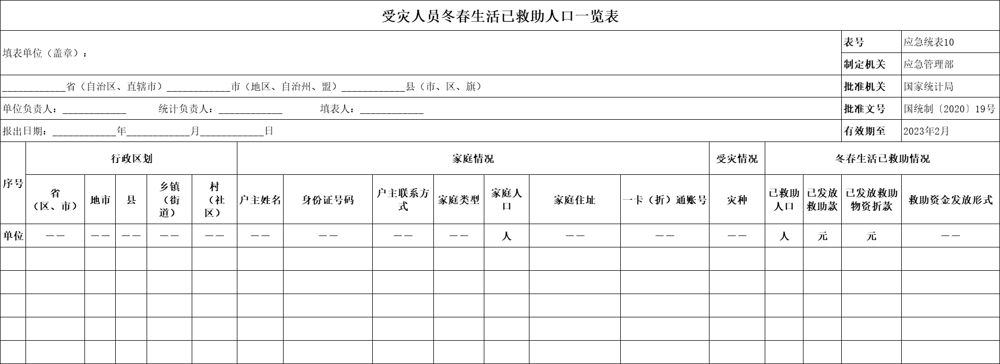 受灾人员冬春生活已救助人口一览表
填表单位（盖章）：
表号 应急统表10
制定机关 应急管理部
____________省（自治区、直辖市）____________市（地区、自治州、盟）____________县（市、区、旗）
批准机关 国家统计局
单位负责人：____________ 统计负责人：____________ 填表人：____________
批准文号 国统制〔2020〕19号
报出日期：____________年____________月____________日
有效期至 2023年2月
序号 行政区划 家庭情况 受灾情况 冬春生活已救助情况
省
（区、市）
地市
县
乡镇
（街
道）
村
（社
区）
户主姓名
身份证号码
户主联系方
式
家庭类型
家庭人
口
家庭住址
一卡（折）通账号
灾种
已救助
人口
已发放
救助款
已发放救助
物资折款
救助资金发放形式
单位 —— —— —— —— —— —— —— —— —— 人 —— —— —— 人 元 元 ——